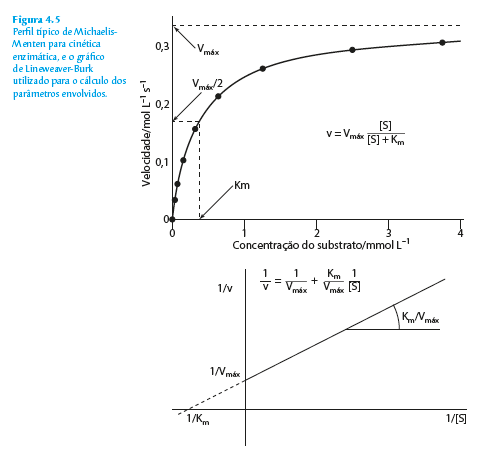 Figura 4.5
Perfil típico de Michaelis-
Menten para cinética
enzimática, e o gráfico
de Lineweaver-Burk
utilizado para o cálculo dos
parâmetros envolvidos.
Velocidade/mol L⁻¹ s⁻¹
0,3
0,2
0,1
0
Vmáx
Vmáx/2
v = Vmáx [S] / [S] + Km
Km
0 1 2 3 4
Concentração do substrato/mmol L⁻¹
1/v
1/v = 1/Vmáx + Km/Vmáx 1/[S]
Km/Vmáx
1/Vmáx
1/Km
1/[S]